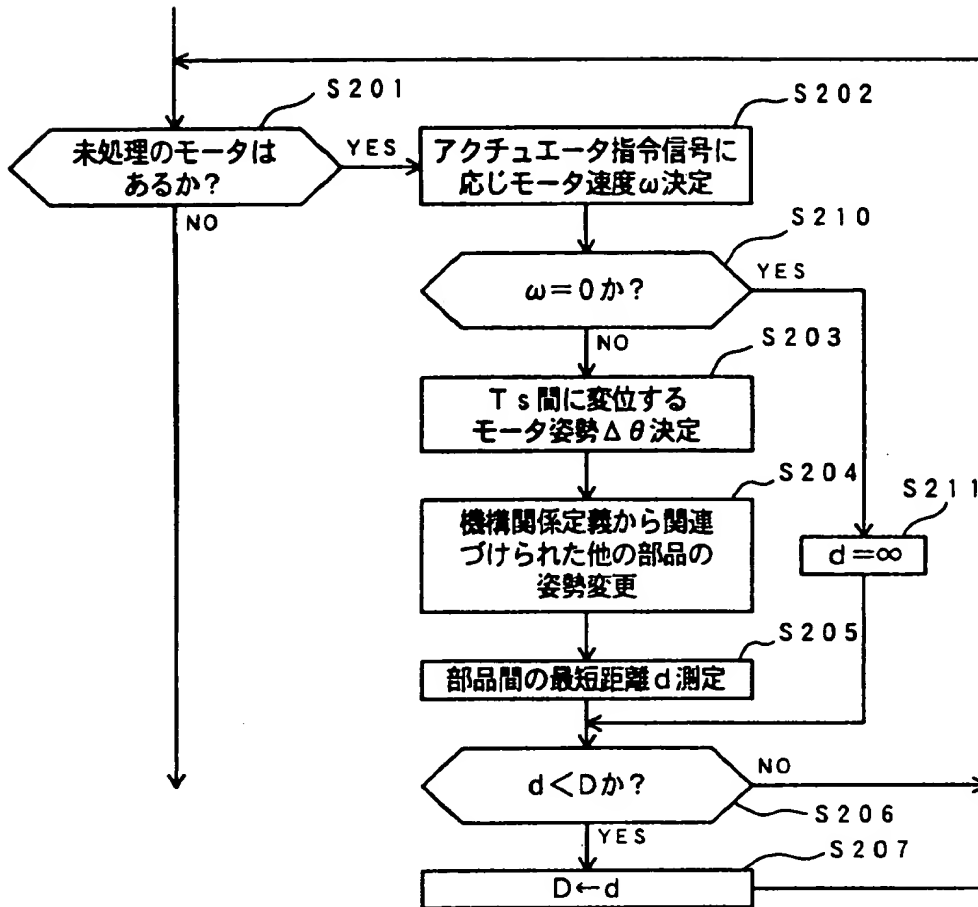 S201
未処理のモータは
あるか?
YES
NO
S202
アクチュエータ指令信号に
応じモータ速度ω決定
S210
ω=0か?
YES
NO
S203
Ts間に変位する
モータ姿勢Δθ決定
S204
機構関係定義から関連
づけられた他の部品の
姿勢変更
S211
d=∞
S205
部品間の最短距離d測定
d<Dか?
NO
S206
YES
S207
D←d